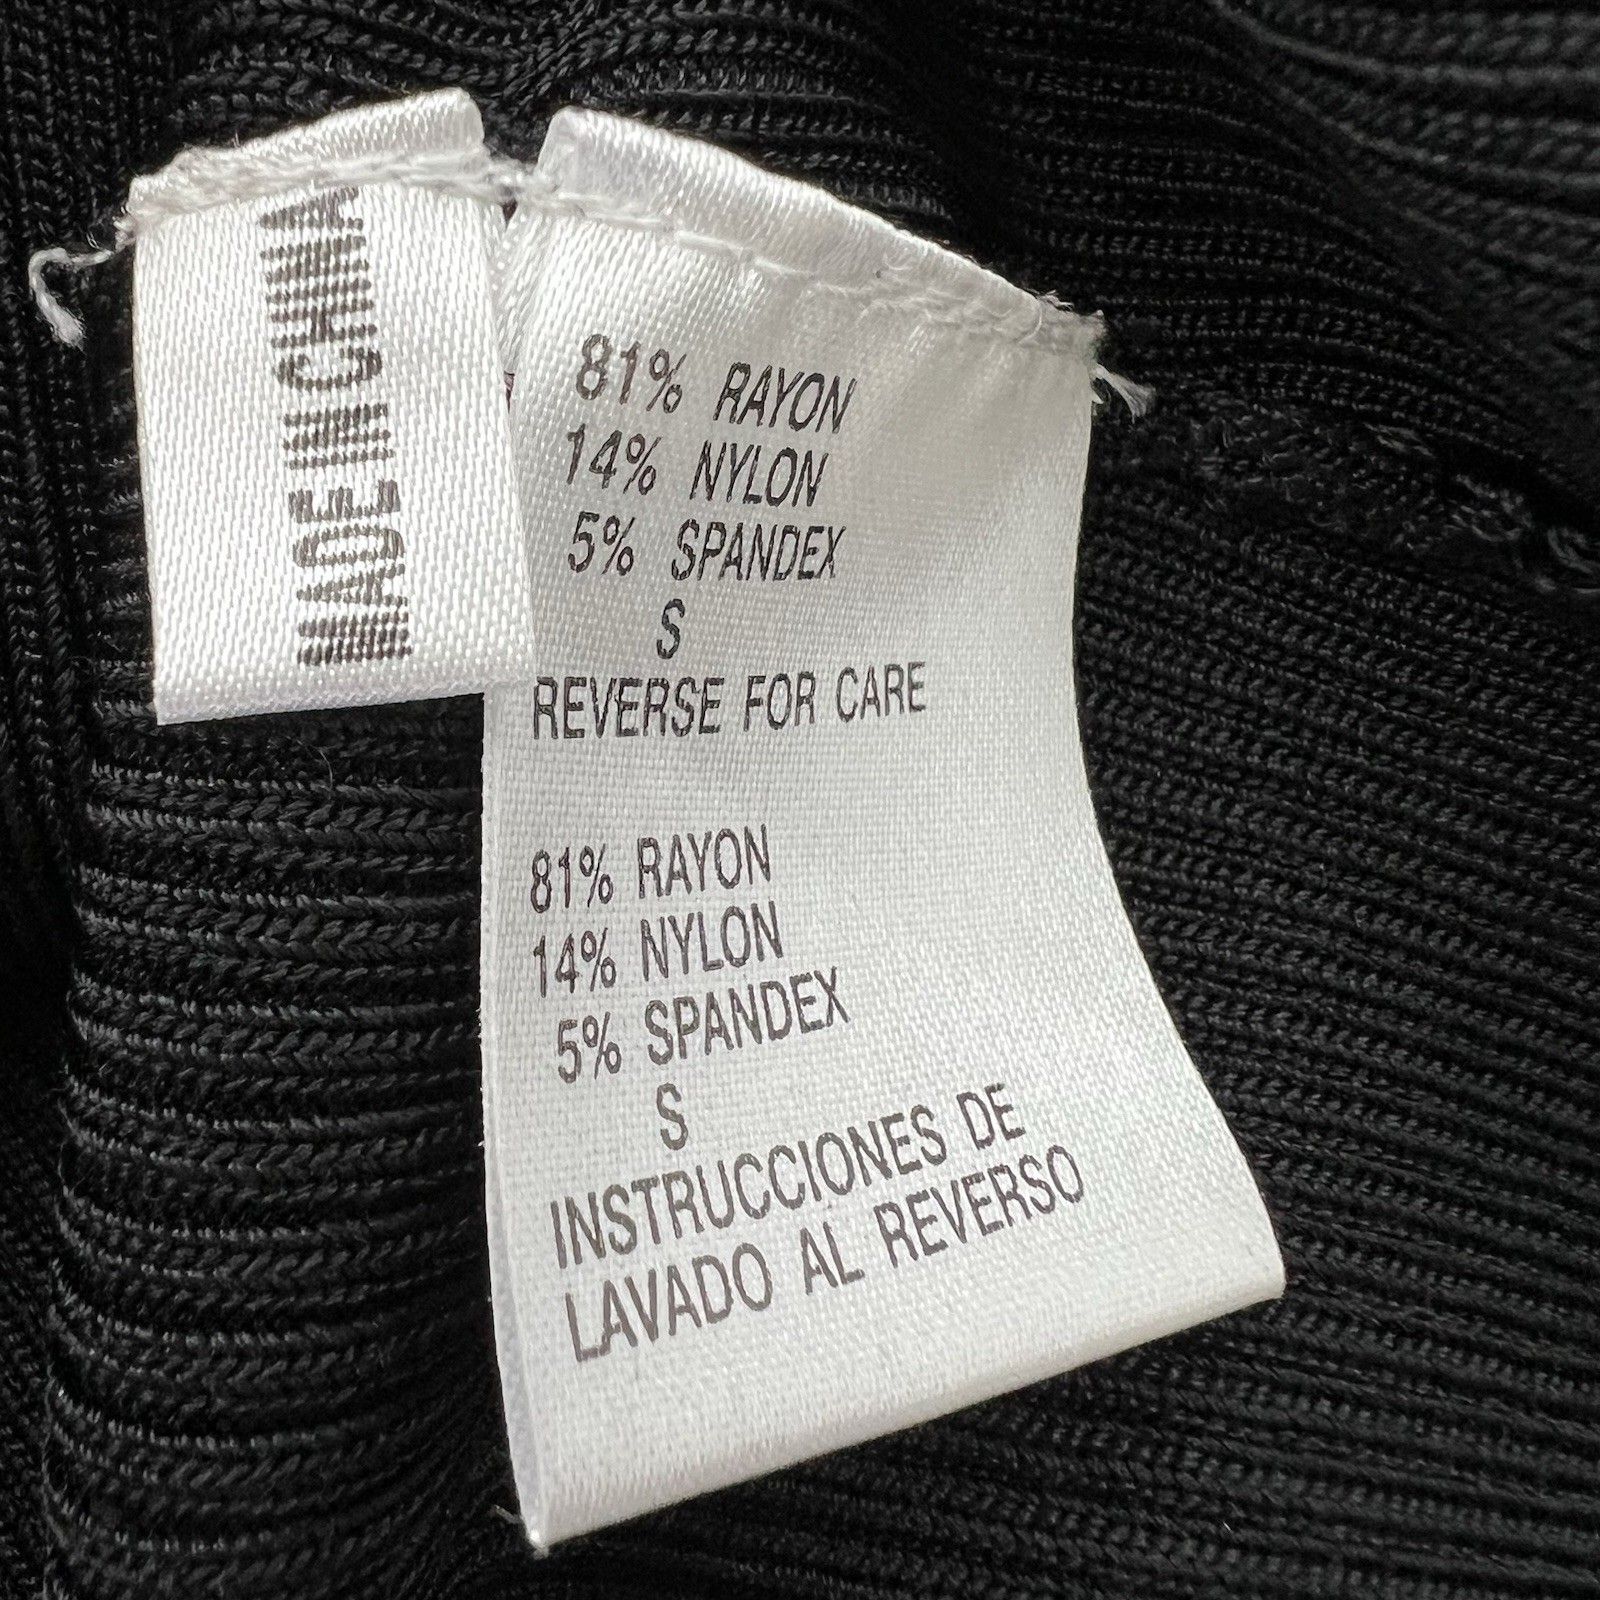 MADE IN CHINA
81% RAYON
14% NYLON
5% SPANDEX
S
REVERSE FOR CARE
81% RAYON
14% NYLON
5% SPANDEX
S
INSTRUCCIONES DE
LAVADO AL REVERSO